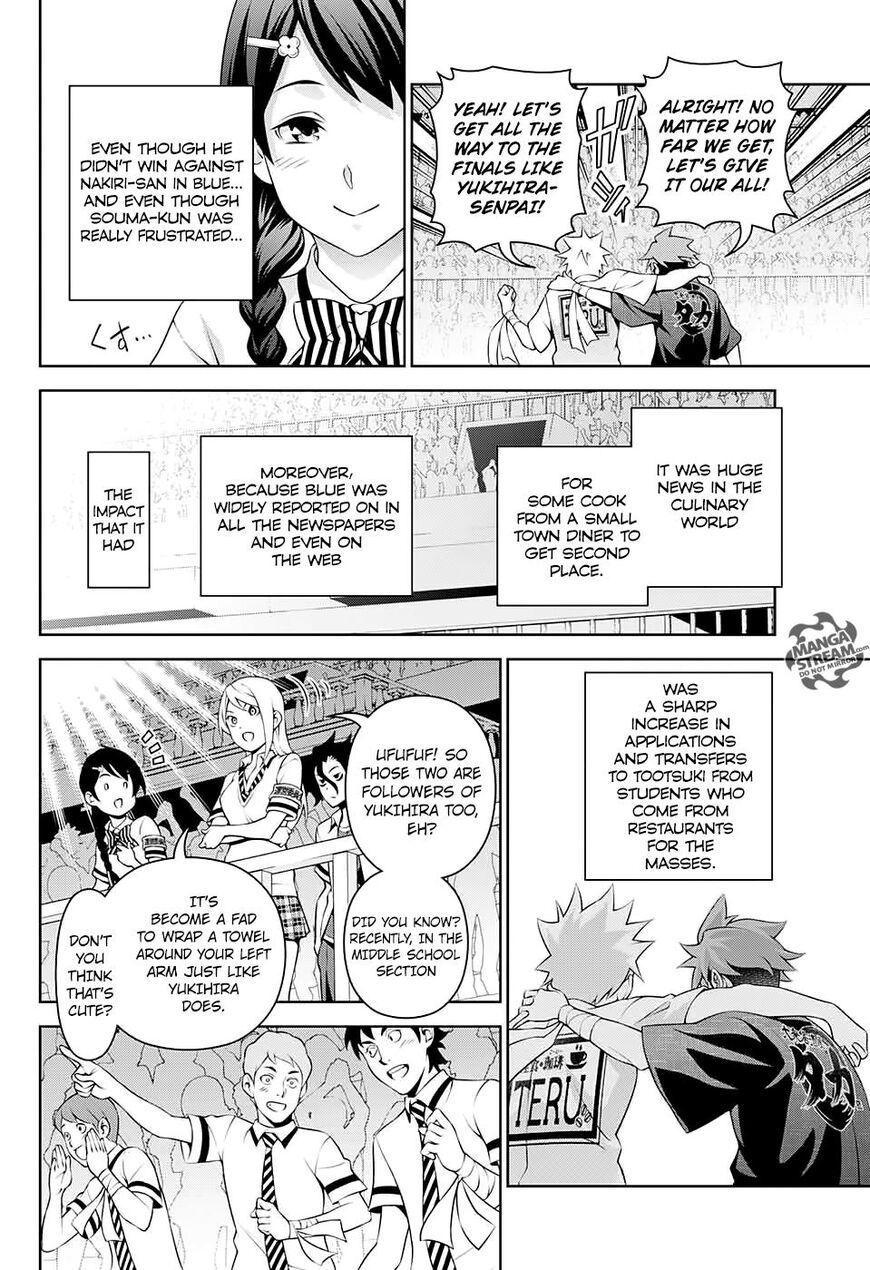 ALRIGHT! NO
MATTER HOW
FAR WE GET,
LET'S GIVE
IT OUR ALL!
YEAH! LET'S
GET ALL THE
WAY TO THE
FINALS LIKE
YUKIHIRA-
SENPAI!
EVEN THOUGH HE
DIDN'T WIN AGAINST
NAKIRI-SAN IN BLUE...
AND EVEN THOUGH
SOUMA-KUN WAS
REALLY FRUSTRATED...
くす...
IT WAS HUGE
NEWS IN THE
CULINARY
WORLD
FOR
SOME COOK
FROM A SMALL
TOWN DINER TO
GET SECOND
PLACE.
MOREOVER,
BECAUSE BLUE WAS
WIDELY REPORTED ON IN
ALL THE NEWSPAPERS
AND EVEN ON
THE WEB
THE
IMPACT
THAT IT
HAD
MANGA
STREAM.com
DO NOT MIRROR
WAS
A SHARP
INCREASE IN
APPLICATIONS
AND TRANSFERS
TO TOOTSUKI FROM
STUDENTS WHO
COME FROM
RESTAURANTS
FOR THE
MASSES.
TERU
UFUFUF! SO
THOSE TWO ARE
FOLLOWERS OF
YUKIHIRA TOO,
EH?
DID YOU KNOW?
RECENTLY, IN THE
MIDDLE SCHOOL
SECTION
IT'S
BECOME A FAD
TO WRAP A TOWEL
AROUND YOUR LEFT
ARM JUST LIKE
YUKIHIRA
DOES.
DON'T
YOU
THINK
THAT'S
CUTE?